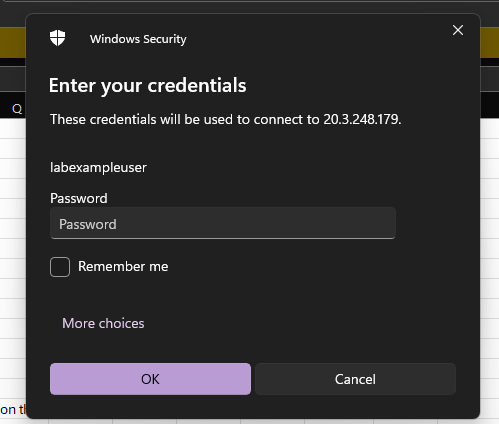 Windows Security
Enter your credentials
Q
These credentials will be used to connect to 20.3.248.179.
labexampleuser
Password
Password
Remember me
More choices
OK
Cancel
on th